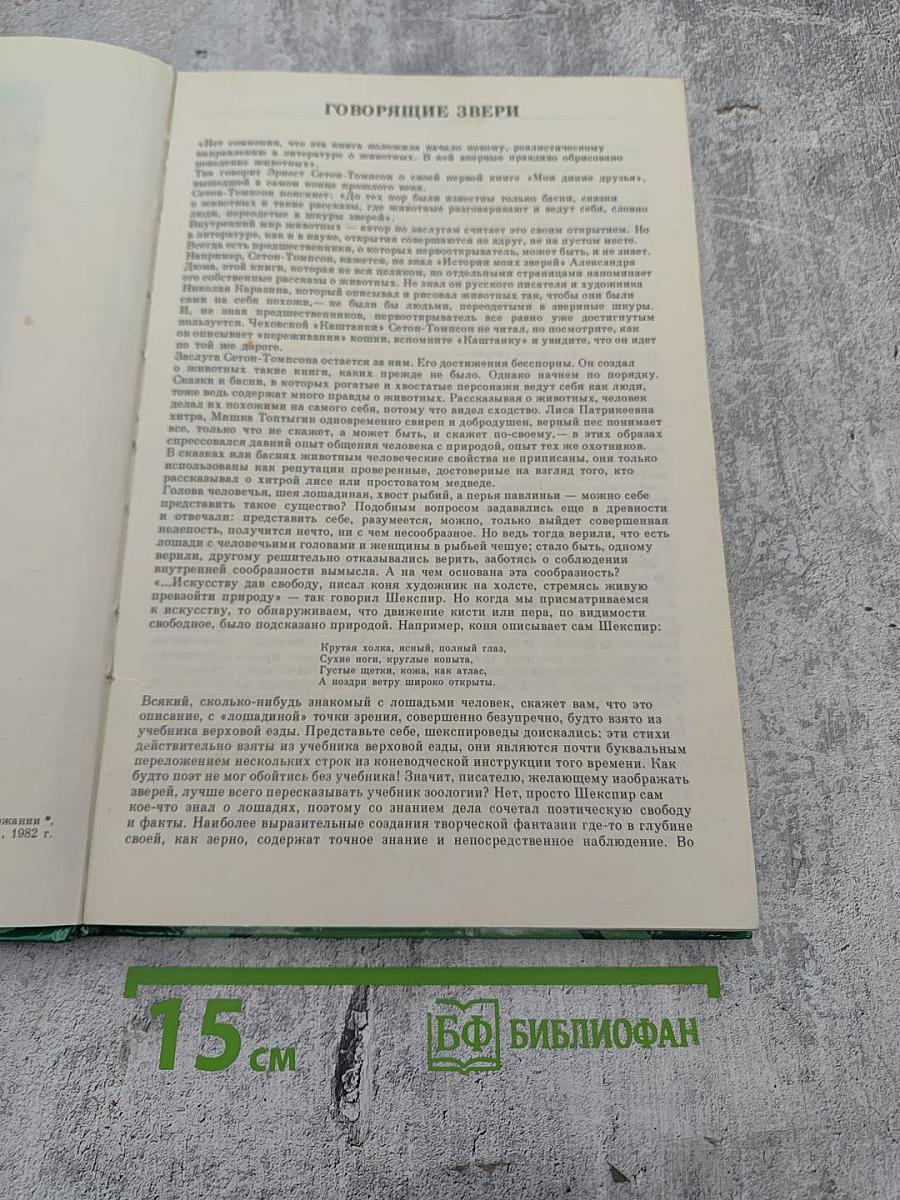 ГОВОРЯЩИЕ ЗВЕРИ
«Нет сомнения, что эта книга положила начало новому, реалистическому
направлению в литературе о животных. В ней впервые правдиво обрисовано
поведение животных».
Так говорит Эрнест Сетон-Томпсон о своей первой книге «Мои дикие друзья»,
вышедшей в самом конце прошлого века.
Сетон-Томпсон поясняет: «До тех пор были известны только басни, сказки
о животных и такие рассказы, где животные разговаривают и ведут себя, словно
люди, переодетые в шкуры зверей».
Внутренний мир животных — автор по заслугам считает это своим открытием. Но
в литературе, как и в науке, открытия совершаются не вдруг, не на пустом месте.
Всегда есть предшественники, о которых первооткрыватель, может быть, и не знает.
Например, Сетон-Томпсон, кажется, не знал «Истории моих зверей» Александра
Дюма, этой книги, которая не вся целиком, но отдельными страницами напоминает
его собственные рассказы о животных. Не знал он русского писателя и художника
Николая Каразина, который описывал и рисовал животных так, чтобы они были
сами на себя похожи,— не были бы людьми, переодетыми в звериные шкуры.
И, не зная предшественников, первооткрыватель все равно уже достигнутым
пользуется. Чеховской «Каштанки» Сетон-Томпсон не читал, но посмотрите, как
он описывает «переживания» кошки, вспомните «Каштанку» и увидите, что он идет
по той же дороге.
Заслуга Сетон-Томпсона остается за ним. Его достижения бесспорны. Он создал
о животных такие книги, каких прежде не было. Однако начнем по порядку.
Сказки и басни, в которых рогатые и хвостатые персонажи ведут себя как люди,
тоже ведь содержат много правды о животных. Рассказывая о животных, человек
делал их похожими на самого себя, потому что видел сходство. Лиса Патрикеевна
хитра, Мишка Топтыгин одновременно свиреп и добродушен, верный пес понимает
все, только что не скажет, а может быть, и скажет по-своему,— в этих образах
спрессовался давний опыт общения человека с природой, опыт тех же охотников.
В сказках или баснях животным человеческие свойства не приписаны, они только
использованы как репутации проверенные, достоверные на взгляд того, кто
рассказывал о хитрой лисе или простоватом медведе.
Голова человечья, шея лошадиная, хвост рыбий, а перья павлиньи — можно себе
представить такое существо? Подобным вопросом задавались еще в древности
и отвечали: представить себе, разумеется, можно, только выйдет совершенная
нелепость, получится нечто, ни с чем несообразное. Но ведь тогда верили, что есть
лошади с человечьими головами и женщины в рыбьей чешуе; стало быть, одному
верили, другому решительно отказывались верить, заботясь о соблюдении
внутренней сообразности вымысла. А на чем основана эта сообразность?
«...Искусству дав свободу, писал коня художник на холсте, стремясь живую
превзойти природу» — так говорил Шекспир. Но когда мы присматриваемся
к искусству, то обнаруживаем, что движение кисти или пера, по видимости
свободное, было подсказано природой. Например, коня описывает сам Шекспир:
Крутая холка, ясный, полный глаз,
Сухие ноги, круглые копыта,
Густые щетки, кожа, как атлас,
А ноздри ветру широко открыты.
Всякий, сколько-нибудь знакомый с лошадьми человек, скажет вам, что это
описание, с «лошадиной» точки зрения, совершенно безупречно, будто взято из
учебника верховой езды. Представьте себе, шекспироведы доискались: эти стихи
действительно взяты из учебника верховой езды, они являются почти буквальным
переложением нескольких строк из коневодческой инструкции того времени. Как
будто поэт не мог обойтись без учебника! Значит, писателю, желающему изображать
зверей, лучше всего пересказывать учебник зоологии? Нет, просто Шекспир сам
кое-что знал о лошадях, поэтому со знанием дела сочетал поэтическую свободу
и факты. Наиболее выразительные создания творческой фантазии где-то в глубине
своей, как зерно, содержат точное знание и непосредственное наблюдение. Во
ржании *,
, 1982 г.
15 см
БФ БИБЛИОФАН